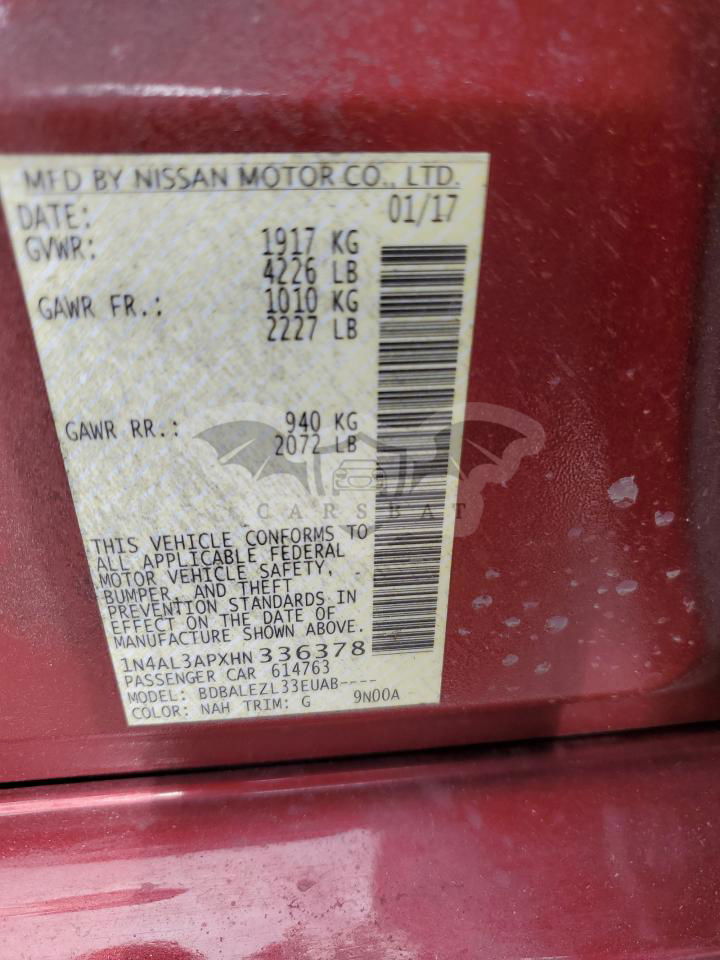 MFD BY NISSAN MOTOR CO., LTD.
DATE: 01/17
GVWR: 1917 KG
4226 LB
GAWR FR.: 1010 KG
2227 LB
GAWR RR.: 940 KG
2072 LB
CARSBAT
THIS VEHICLE CONFORMS TO
ALL APPLICABLE FEDERAL
MOTOR VEHICLE SAFETY,
BUMPER, AND THEFT
PREVENTION STANDARDS IN
EFFECT ON THE DATE OF
MANUFACTURE SHOWN ABOVE.
1N4AL3APXHN336378
PASSENGER CAR 614763
MODEL: BDBALEZL33EUAB----
COLOR: NAH TRIM: G 9N00A